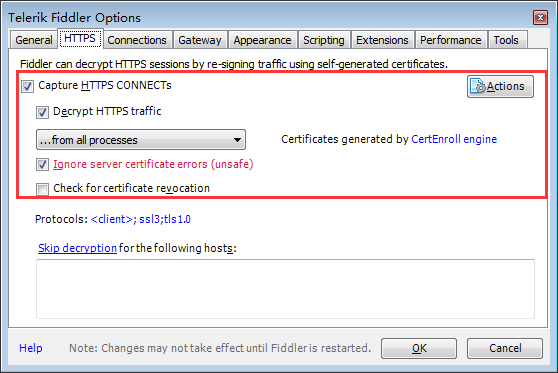 Telerik Fiddler Options
General HTTPS Connections Gateway Appearance Scripting Extensions Performance Tools
Fiddler can decrypt HTTPS sessions by re-signing traffic using self-generated certificates.
Capture HTTPS CONNECTs Actions
Decrypt HTTPS traffic
...from all processes Certificates generated by CertEnroll engine
Ignore server certificate errors (unsafe)
Check for certificate revocation
Protocols: <client>; ssl3;tls1.0
Skip decryption for the following hosts:
Help Note: Changes may not take effect until Fiddler is restarted. OK Cancel